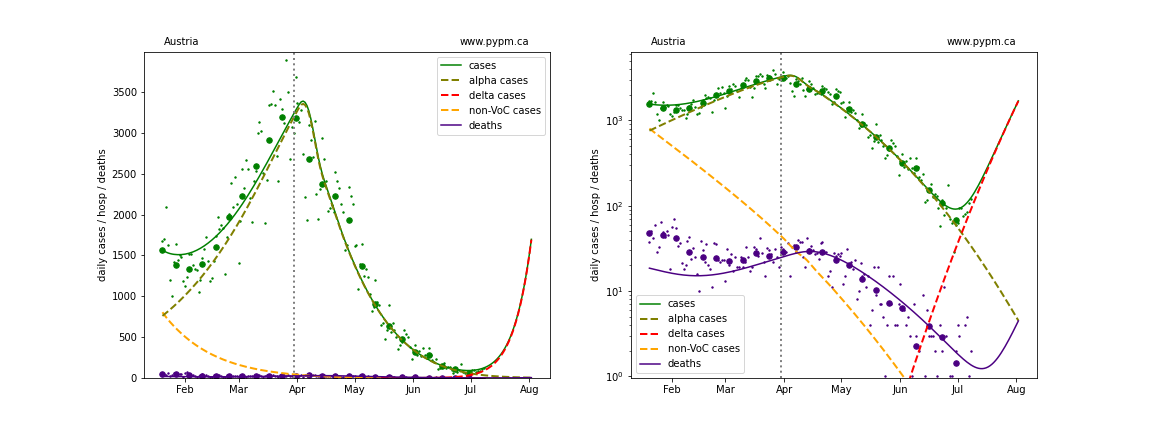 Austria www.pypm.ca
daily cases / hosp / deaths
3500
3000
2500
2000
1500
1000
500
0
Feb Mar Apr May Jun Jul Aug
cases
alpha cases
delta cases
non-VoC cases
deaths
Austria www.pypm.ca
daily cases / hosp / deaths
10³
10²
10¹
10⁰
Feb Mar Apr May Jun Jul Aug
cases
alpha cases
delta cases
non-VoC cases
deaths